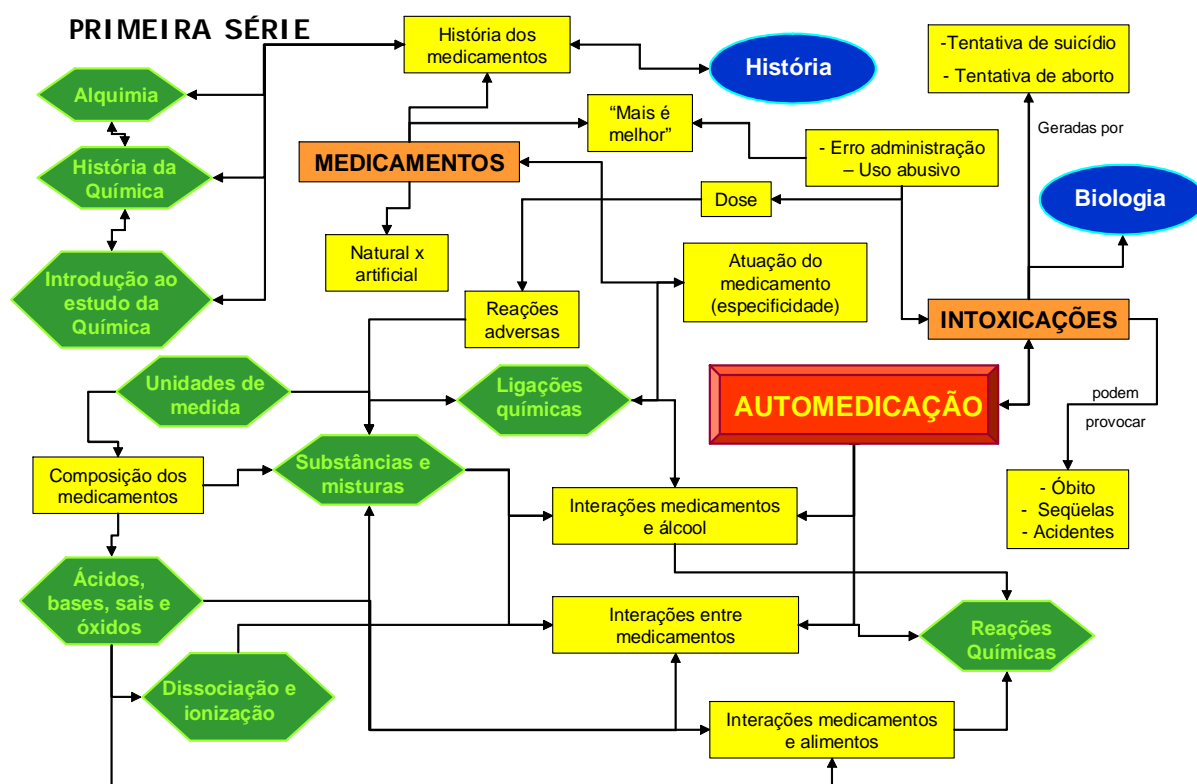 PRIMEIRA SÉRIE
História dos
medicamentos
História
-Tentativa de suicídio
- Tentativa de aborto
Alquimia
“Mais é
melhor”
Geradas por
História da
Química
MEDICAMENTOS
- Erro administração
– Uso abusivo
Dose
Biologia
Natural x
artificial
Atuação do
medicamento
(especificidade)
Introdução ao
estudo da
Química
Reações
adversas
INTOXICAÇÕES
Unidades de
medida
Ligações
químicas
AUTOMEDICAÇÃO
podem
provocar
Composição dos
medicamentos
Substâncias e
misturas
Interações medicamentos
e álcool
- Óbito
- Seqüelas
- Acidentes
Ácidos,
bases, sais e
óxidos
Interações entre
medicamentos
Reações
Químicas
Dissociação e
ionização
Interações medicamentos
e alimentos